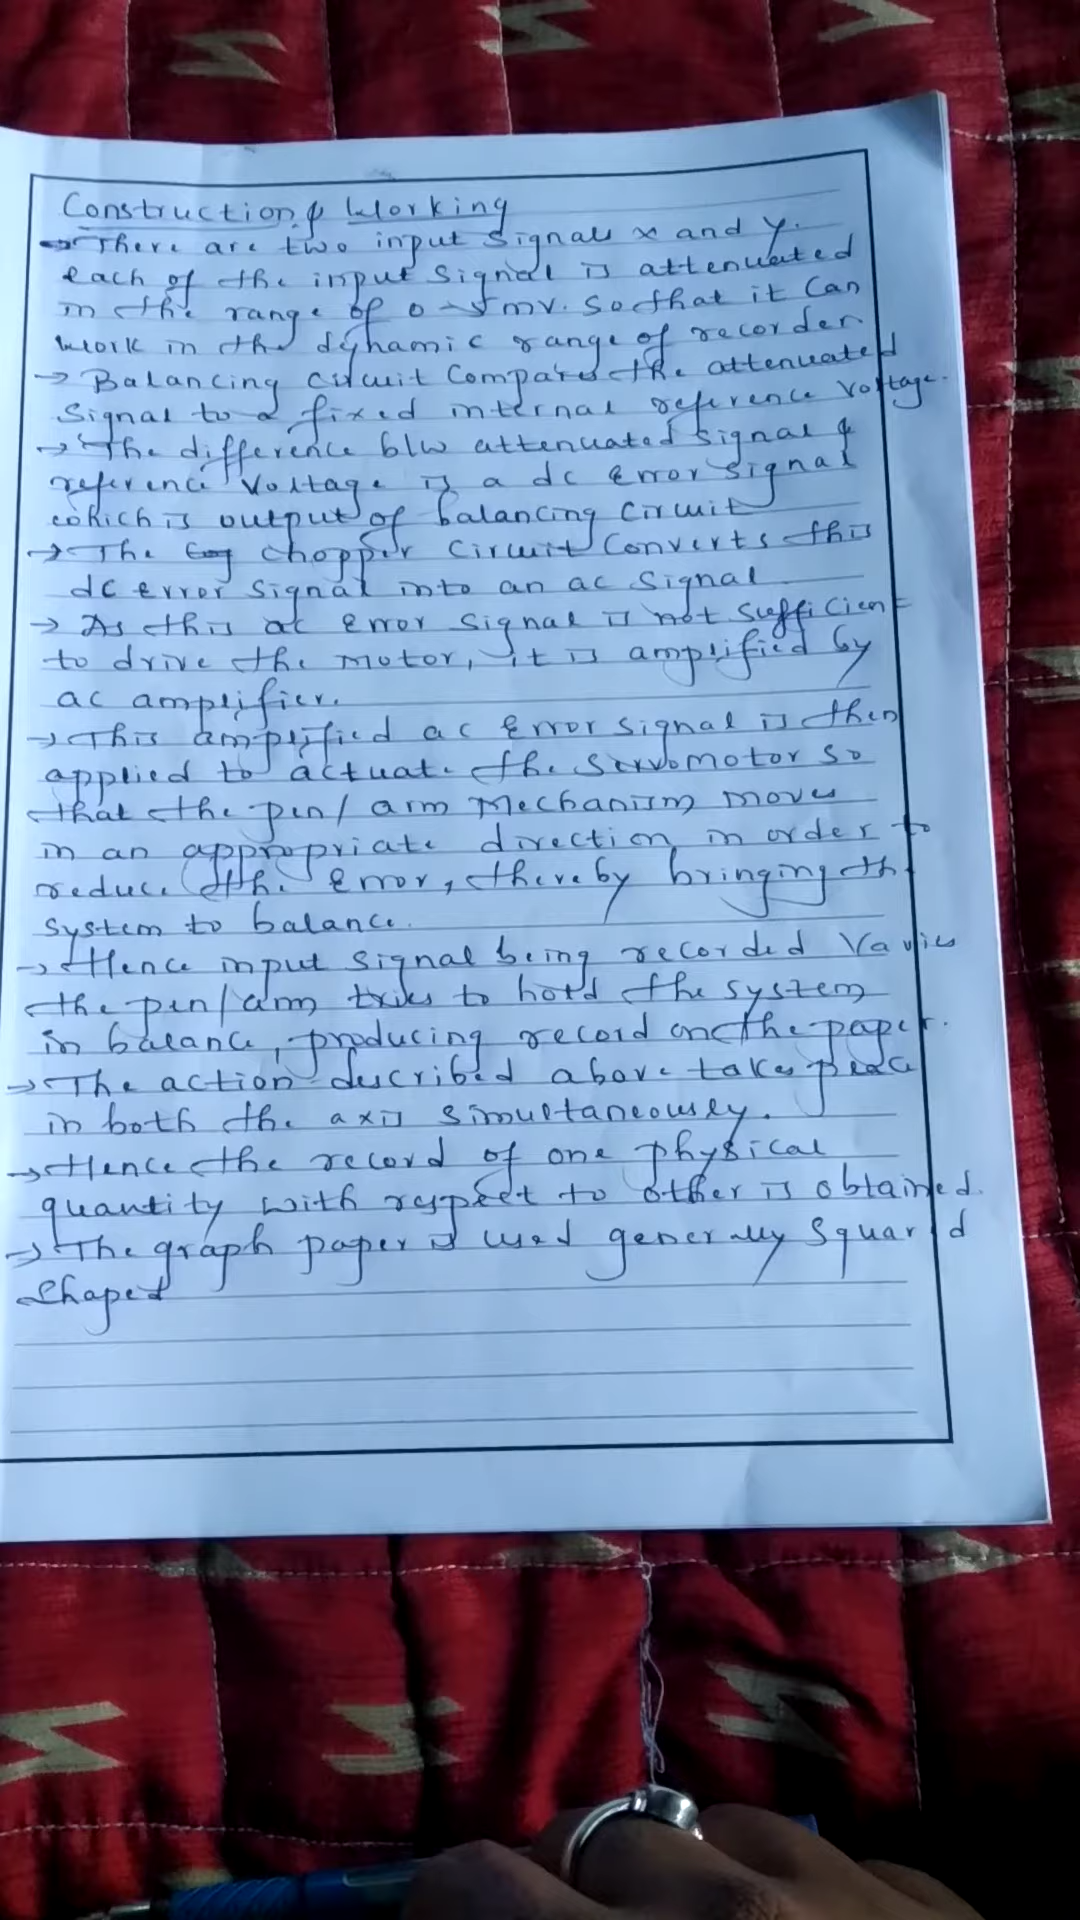 Construction & Working
→ There are two input signals x and y.
each of the input signal is attenuated
in the range of 0-5mv. So that it can
work in the dynamic range of recorder
→ Balancing circuit compares the attenuated
signal to a fixed internal reference voltage.
→ The difference b/w attenuated signal &
reference voltage is a dc error signal
which is output of balancing circuit
→ The chopper circuit converts this
dc error signal into an ac signal
→ As this ac error signal is not sufficient
to drive the motor, it is amplified by
ac amplifier.
→ This amplified ac error signal is then
applied to actuate the servomotor so
that the pen/ arm mechanism moves
in an appropriate direction in order to
reduce the error, thereby bringing the
system to balance.
→ Hence input signal being recorded varies
the pen/arm tries to hold the system
in balance, producing record on the paper.
→ The action described above takes place
in both the axis simultaneously.
→ Hence the record of one physical
quantity with respect to other is obtained.
→ The graph paper is used generally squared
shaped